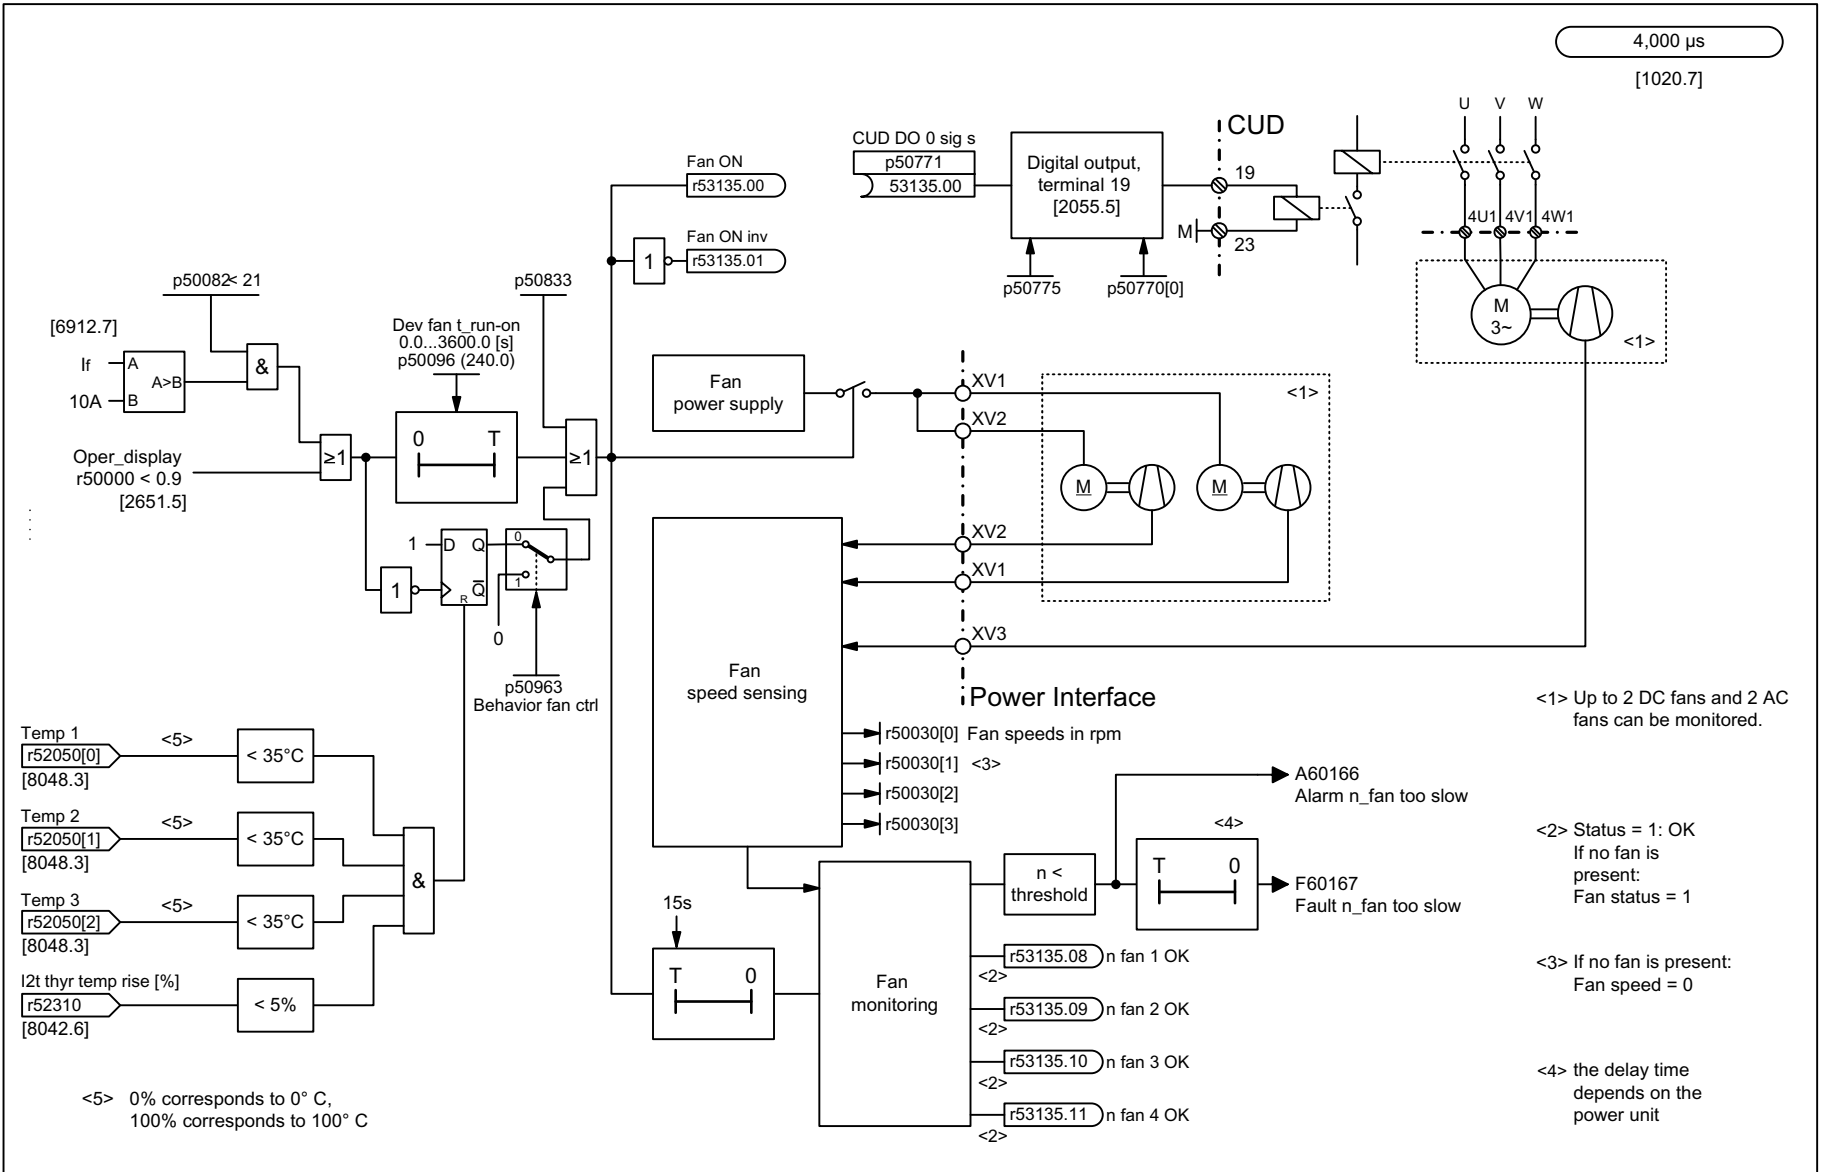 4,000 µs
[1020.7]
U V W
CUD
CUD DO 0 sig s
p50771
53135.00
Digital output,
terminal 19
[2055.5]
19
M
23
p50775
p50770[0]
4U1 4V1 4W1
M
3~
<1>
Fan ON
r53135.00
Fan ON inv
1
r53135.01
p50082< 21
[6912.7]
If
A
A>B
10A
B
&
Oper_display
r50000 < 0.9
[2651.5]
≥1
Dev fan t_run-on
0.0...3600.0 [s]
p50096 (240.0)
0 T
p50833
≥1
1
1
D Q
Q
R
0
1
0
p50963
Behavior fan ctrl
Fan
power supply
XV1
XV2
<1>
M
M
XV2
XV1
XV3
Power Interface
Fan
speed sensing
r50030[0] Fan speeds in rpm
r50030[1] <3>
r50030[2]
r50030[3]
Temp 1
r52050[0]
[8048.3]
<5>
< 35°C
Temp 2
r52050[1]
[8048.3]
<5>
< 35°C
Temp 3
r52050[2]
[8048.3]
<5>
< 35°C
I2t thyr temp rise [%]
r52310
[8042.6]
< 5%
&
15s
T 0
Fan
monitoring
n <
threshold
<4>
T 0
A60166
Alarm n_fan too slow
F60167
Fault n_fan too slow
r53135.08 n fan 1 OK
<2>
r53135.09 n fan 2 OK
<2>
r53135.10 n fan 3 OK
<2>
r53135.11 n fan 4 OK
<2>
<1> Up to 2 DC fans and 2 AC
fans can be monitored.
<2> Status = 1: OK
If no fan is
present:
Fan status = 1
<3> If no fan is present:
Fan speed = 0
<4> the delay time
depends on the
power unit
<5> 0% corresponds to 0° C,
100% corresponds to 100° C